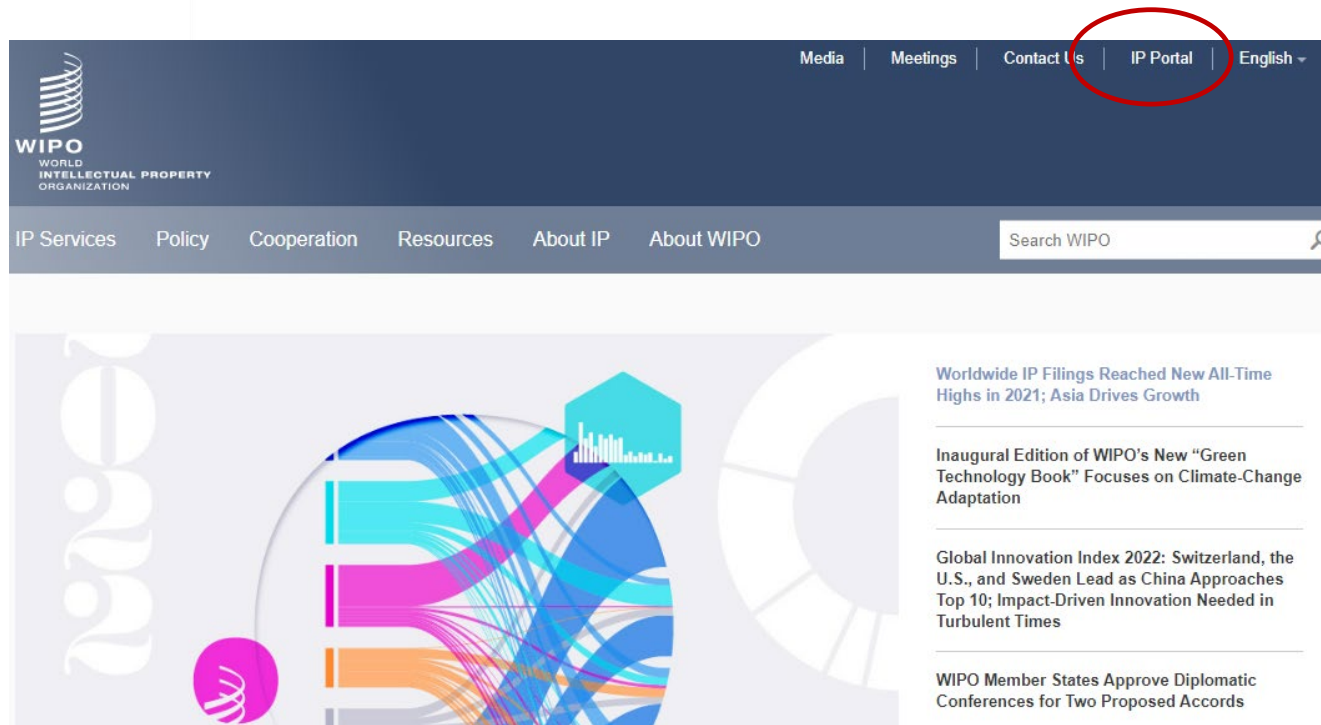 Media | Meetings | Contact Us | IP Portal | English
WIPO
WORLD
INTELLECTUAL PROPERTY
ORGANIZATION
IP Services Policy Cooperation Resources About IP About WIPO Search WIPO
2022
Worldwide IP Filings Reached New All-Time
Highs in 2021; Asia Drives Growth
Inaugural Edition of WIPO's New “Green
Technology Book” Focuses on Climate-Change
Adaptation
Global Innovation Index 2022: Switzerland, the
U.S., and Sweden Lead as China Approaches
Top 10; Impact-Driven Innovation Needed in
Turbulent Times
WIPO Member States Approve Diplomatic
Conferences for Two Proposed Accords